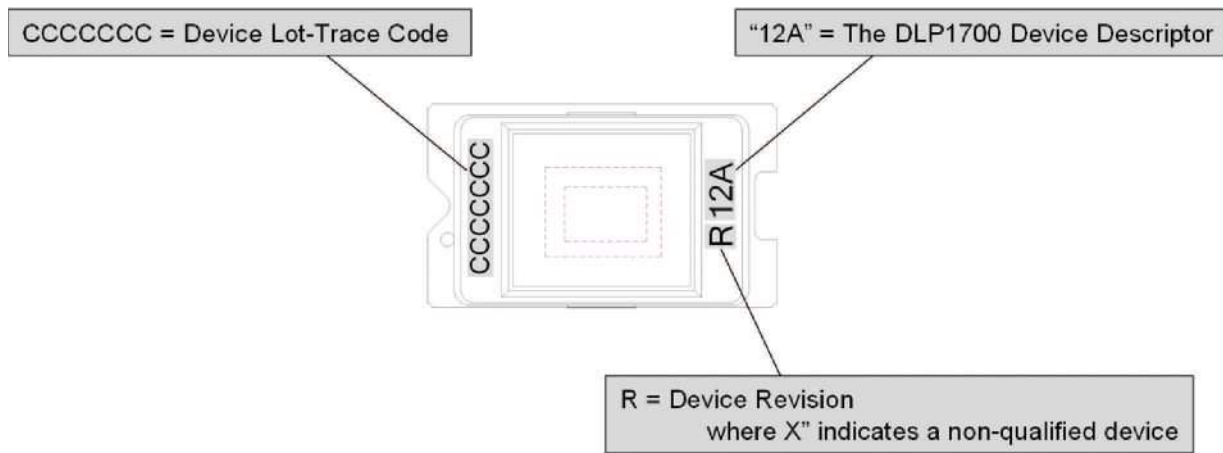 CCCCCCC = Device Lot-Trace Code
“12A” = The DLP1700 Device Descriptor
CCCCCCC
R 12A
R = Device Revision
where X” indicates a non-qualified device